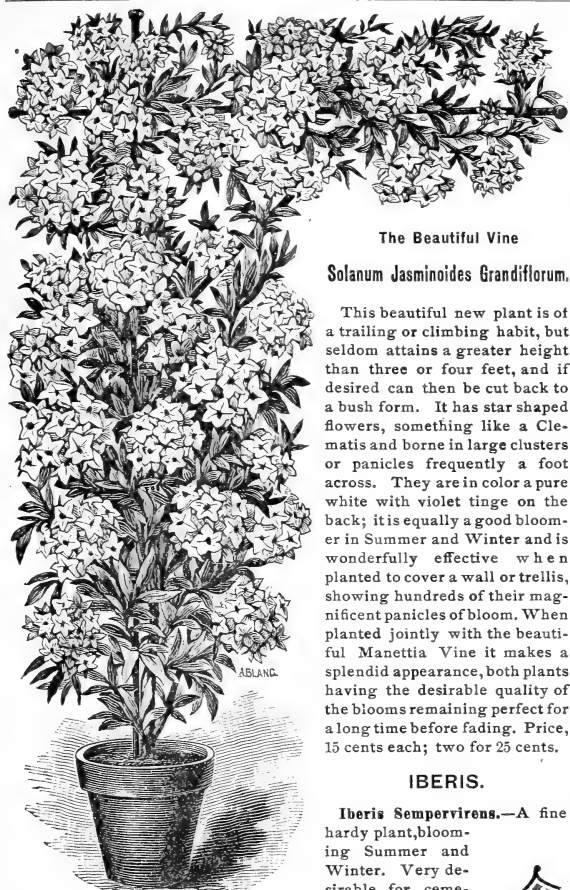 A.BLANC
The Beautiful Vine
Solanum Jasminoides Grandiflorum.
This beautiful new plant is of
a trailing or climbing habit, but
seldom attains a greater height
than three or four feet, and if
desired can then be cut back to
a bush form. It has star shaped
flowers, something like a Cle-
matis and borne in large clusters
or panicles frequently a foot
across. They are in color a pure
white with violet tinge on the
back; it is equally a good bloom-
er in Summer and Winter and is
wonderfully effective when
planted to cover a wall or trellis,
showing hundreds of their mag-
nificent panicles of bloom. When
planted jointly with the beauti-
ful Manettia Vine it makes a
splendid appearance, both plants
having the desirable quality of
the blooms remaining perfect for
a long time before fading. Price,
15 cents each; two for 25 cents.
IBERIS.
Iberis Sempervirens.—A fine
hardy plant, bloom-
ing Summer and
Winter. Very de-
sirable for ceme-